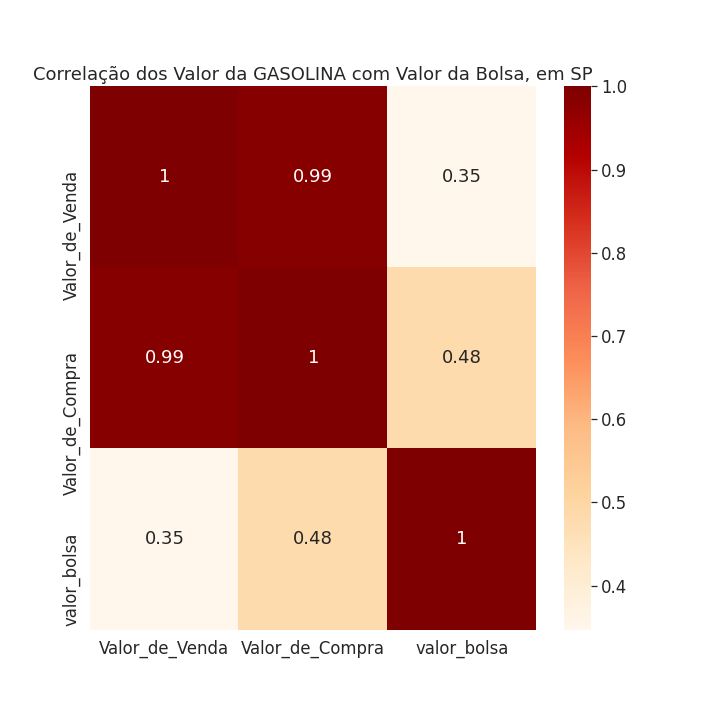 Correlação dos Valor da GASOLINA com Valor da Bolsa, em SP
Valor_de_Venda
1
0.99
0.35
Valor_de_Compra
0.99
1
0.48
valor_bolsa
0.35
0.48
1
Valor_de_Venda
Valor_de_Compra
valor_bolsa
1.0
0.9
0.8
0.7
0.6
0.5
0.4